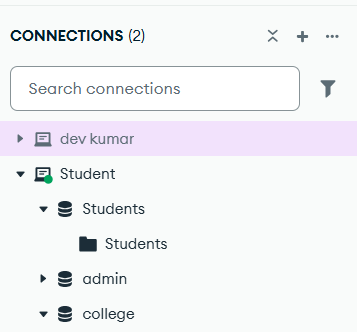 CONNECTIONS (2)
Search connections
dev kumar
Student
Students
Students
admin
college